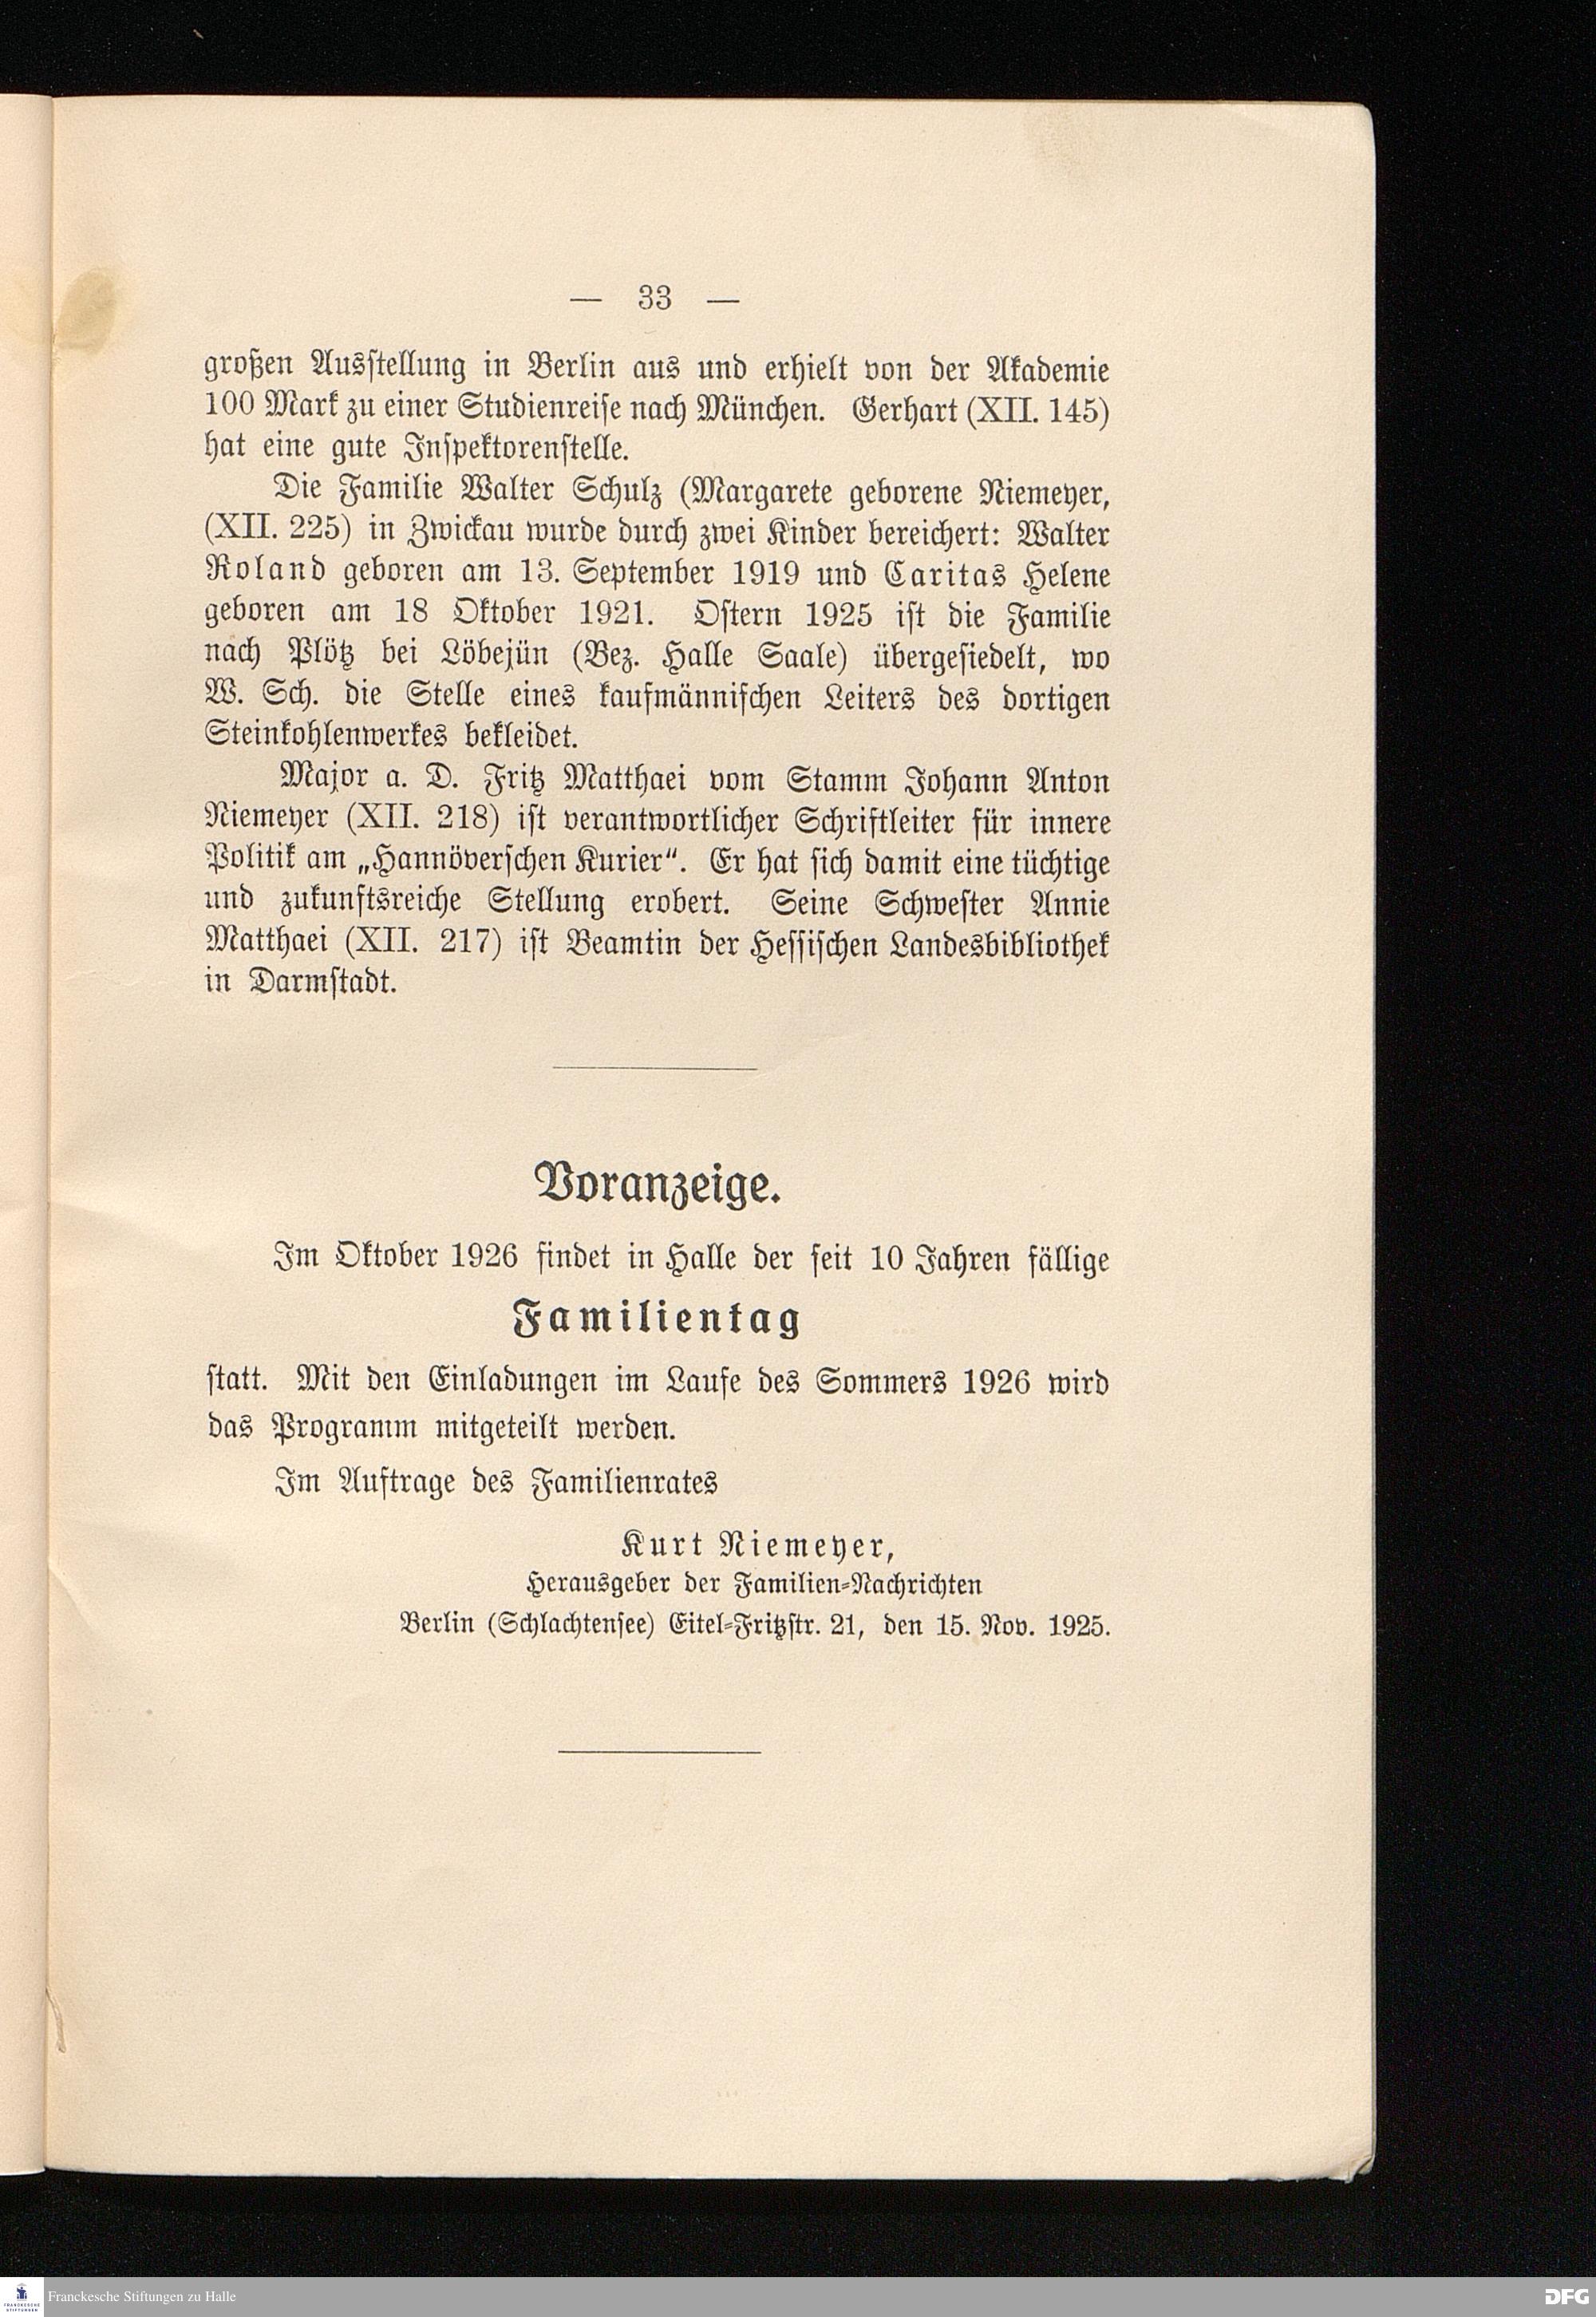 — 33 —
großen Ausstellung in Berlin aus und erhielt von der Akademie
100 Mark zu einer Studienreise nach München. Gerhart (XII. 145)
hat eine gute Inspektorenstelle.
Die Familie Walter Schulz (Margarete geborene Niemeyer,
(XII. 225) in Zwickau wurde durch zwei Kinder bereichert: Walter
Roland geboren am 13. September 1919 und Caritas Helene
geboren am 18 Oktober 1921. Ostern 1925 ist die Familie
nach Plötz bei Löbejün (Bez. Halle Saale) übergesiedelt, wo
W. Sch. die Stelle eines kaufmännischen Leiters des dortigen
Steinkohlenwerkes bekleidet.
Major a. D. Fritz Matthaei vom Stamm Johann Anton
Niemeyer (XII. 218) ist verantwortlicher Schriftleiter für innere
Politik am „Hannöverschen Kurier“. Er hat sich damit eine tüchtige
und zukunftsreiche Stellung erobert. Seine Schwester Annie
Matthaei (XII. 217) ist Beamtin der Hessischen Landesbibliothek
in Darmstadt.
Voranzeige.
Im Oktober 1926 findet in Halle der seit 10 Jahren fällige
Familientag
statt. Mit den Einladungen im Laufe des Sommers 1926 wird
das Programm mitgeteilt werden.
Im Auftrage des Familienrates
Kurt Niemeyer,
Herausgeber der Familien-Nachrichten
Berlin (Schlachtensee) Eitel-Fritzstr. 21, den 15. Nov. 1925.
FRANCKESCHE
STIFTUNGEN
Franckesche Stiftungen zu Halle
DFG